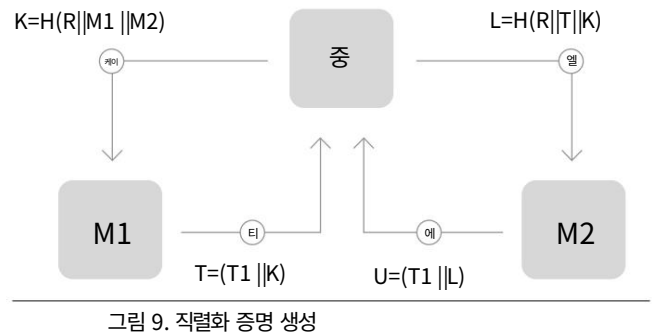 K=H(R||M1 ||M2)
L=H(R||T||K)
중
케이
엘
M1
M2
티
에
T=(T1 ||K)
U=(T1 ||L)
그림 9. 직렬화 증명 생성